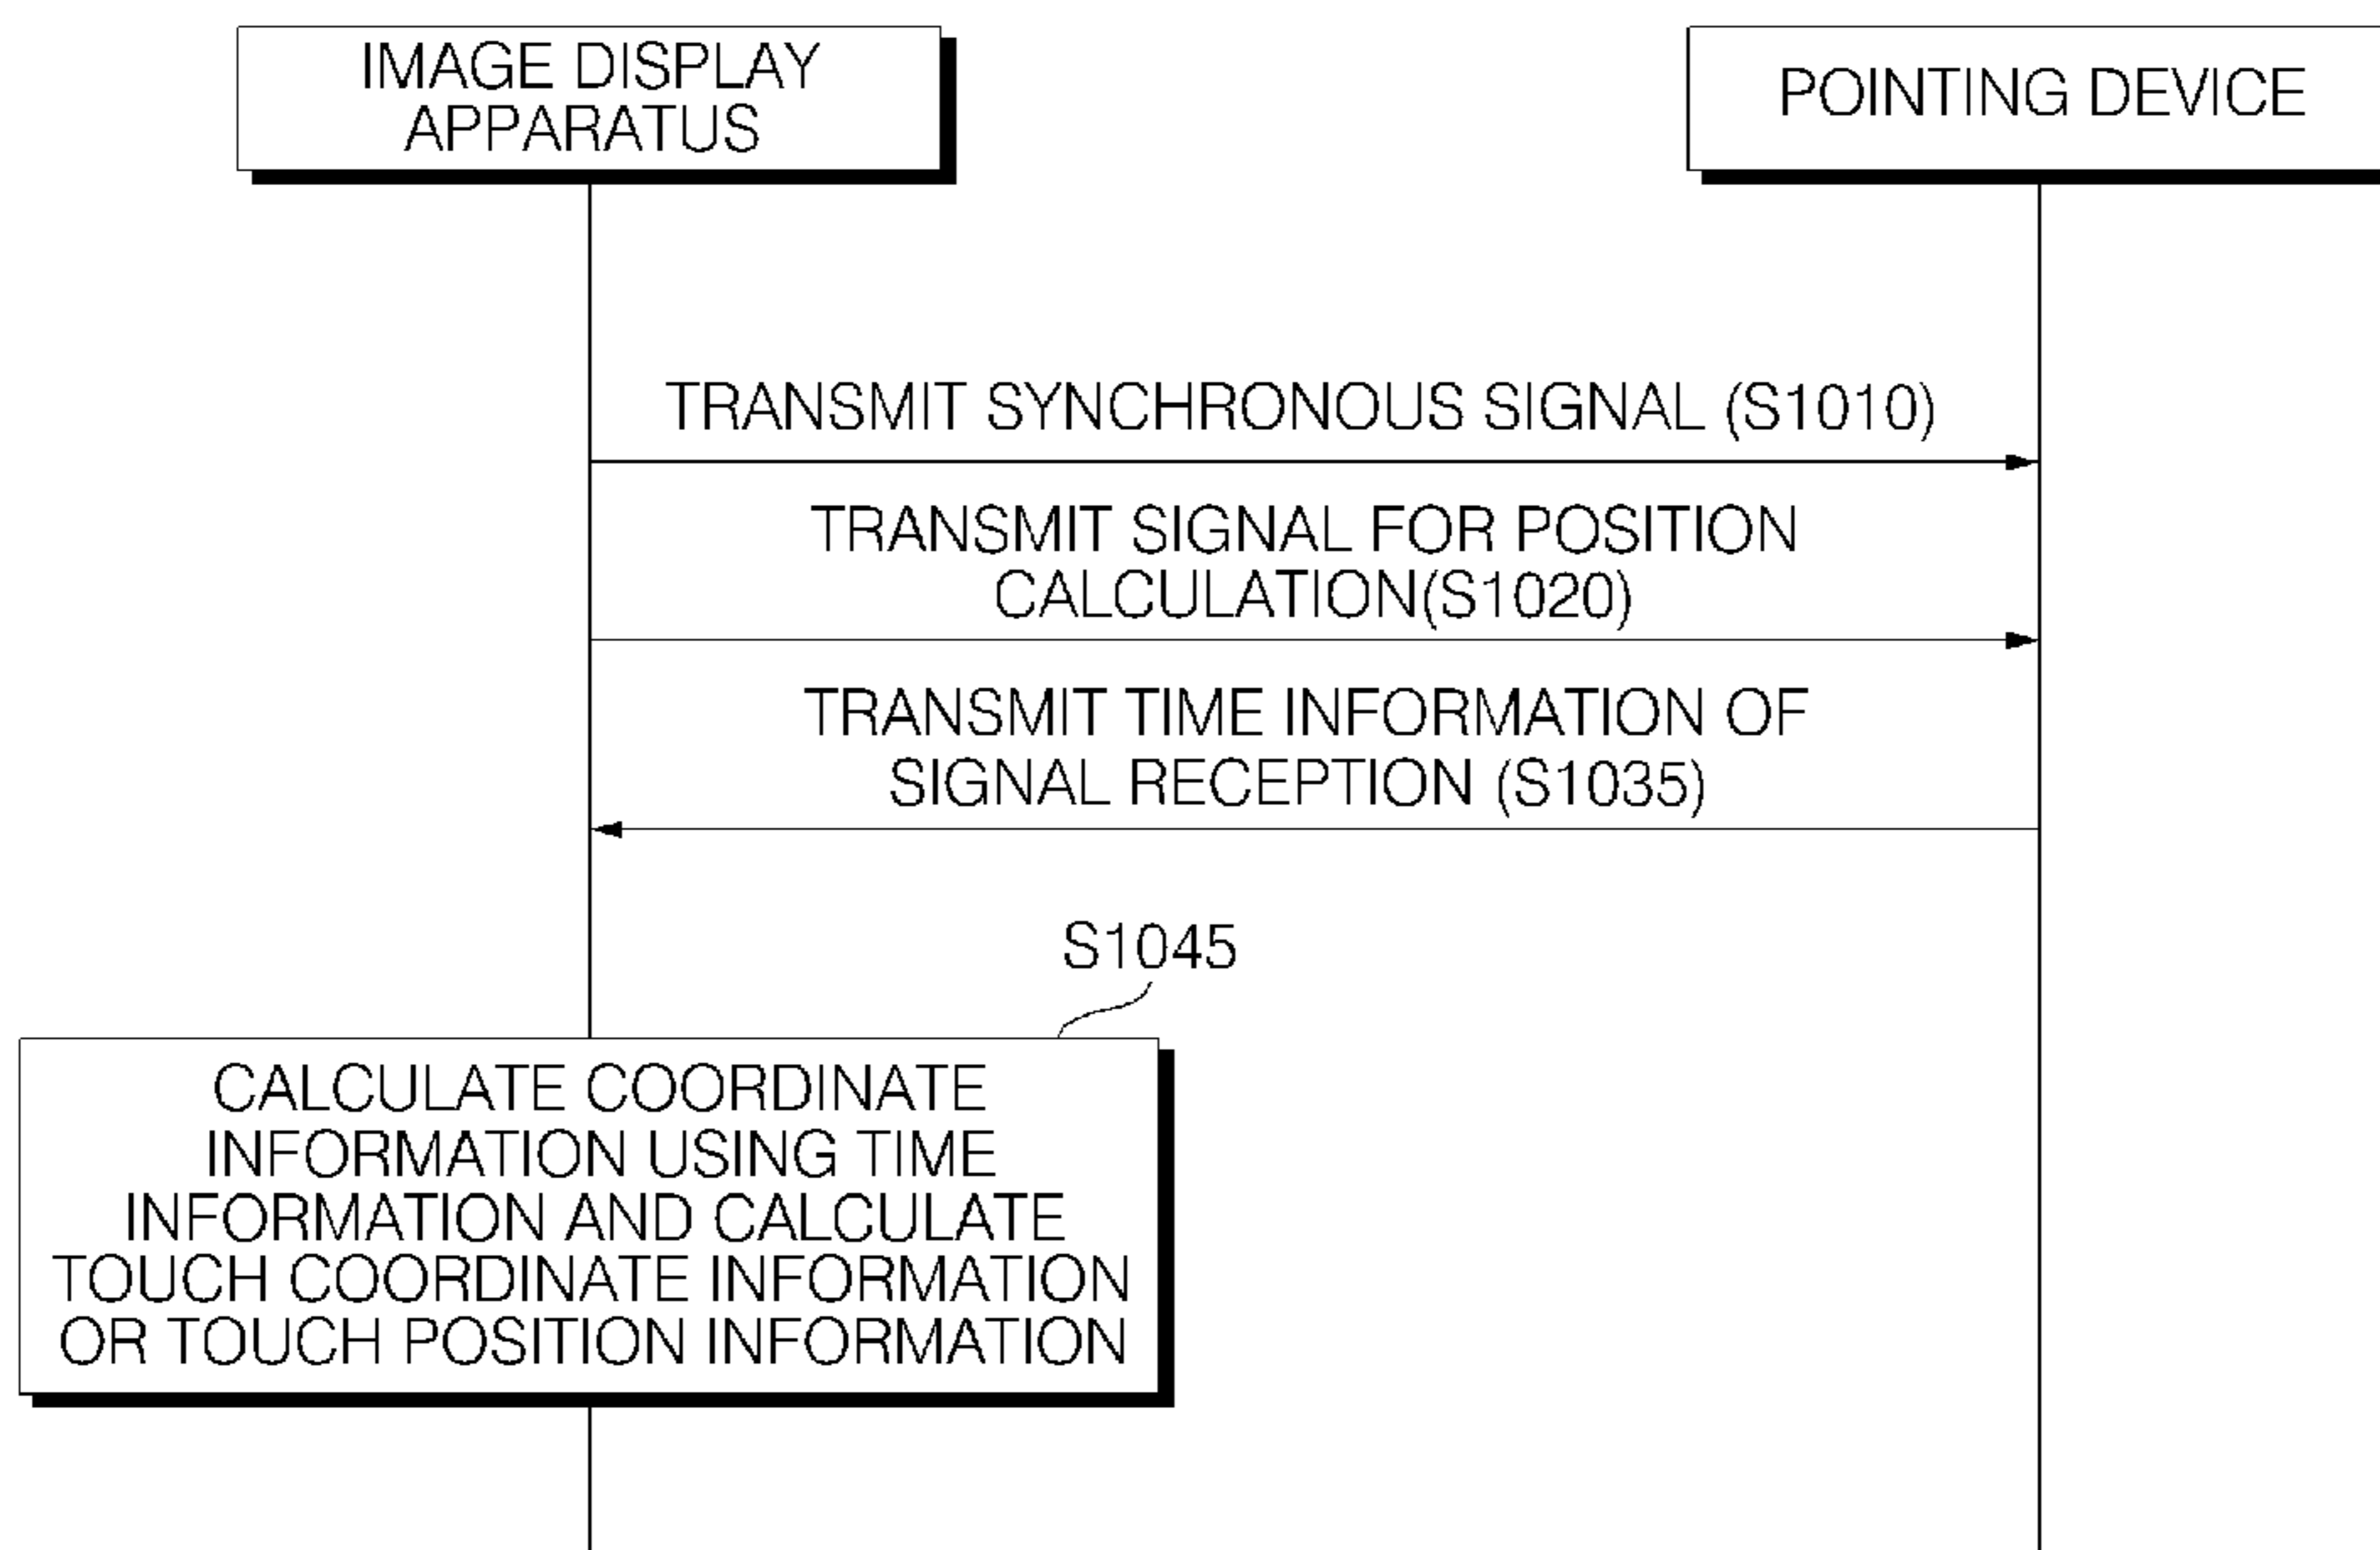 IMAGE DISPLAY
APPARATUS
POINTING DEVICE
TRANSMIT SYNCHRONOUS SIGNAL (S1010)
TRANSMIT SIGNAL FOR POSITION
CALCULATION(S1020)
TRANSMIT TIME INFORMATION OF
SIGNAL RECEPTION (S1035)
S1045
CALCULATE COORDINATE
INFORMATION USING TIME
INFORMATION AND CALCULATE
TOUCH COORDINATE INFORMATION
OR TOUCH POSITION INFORMATION